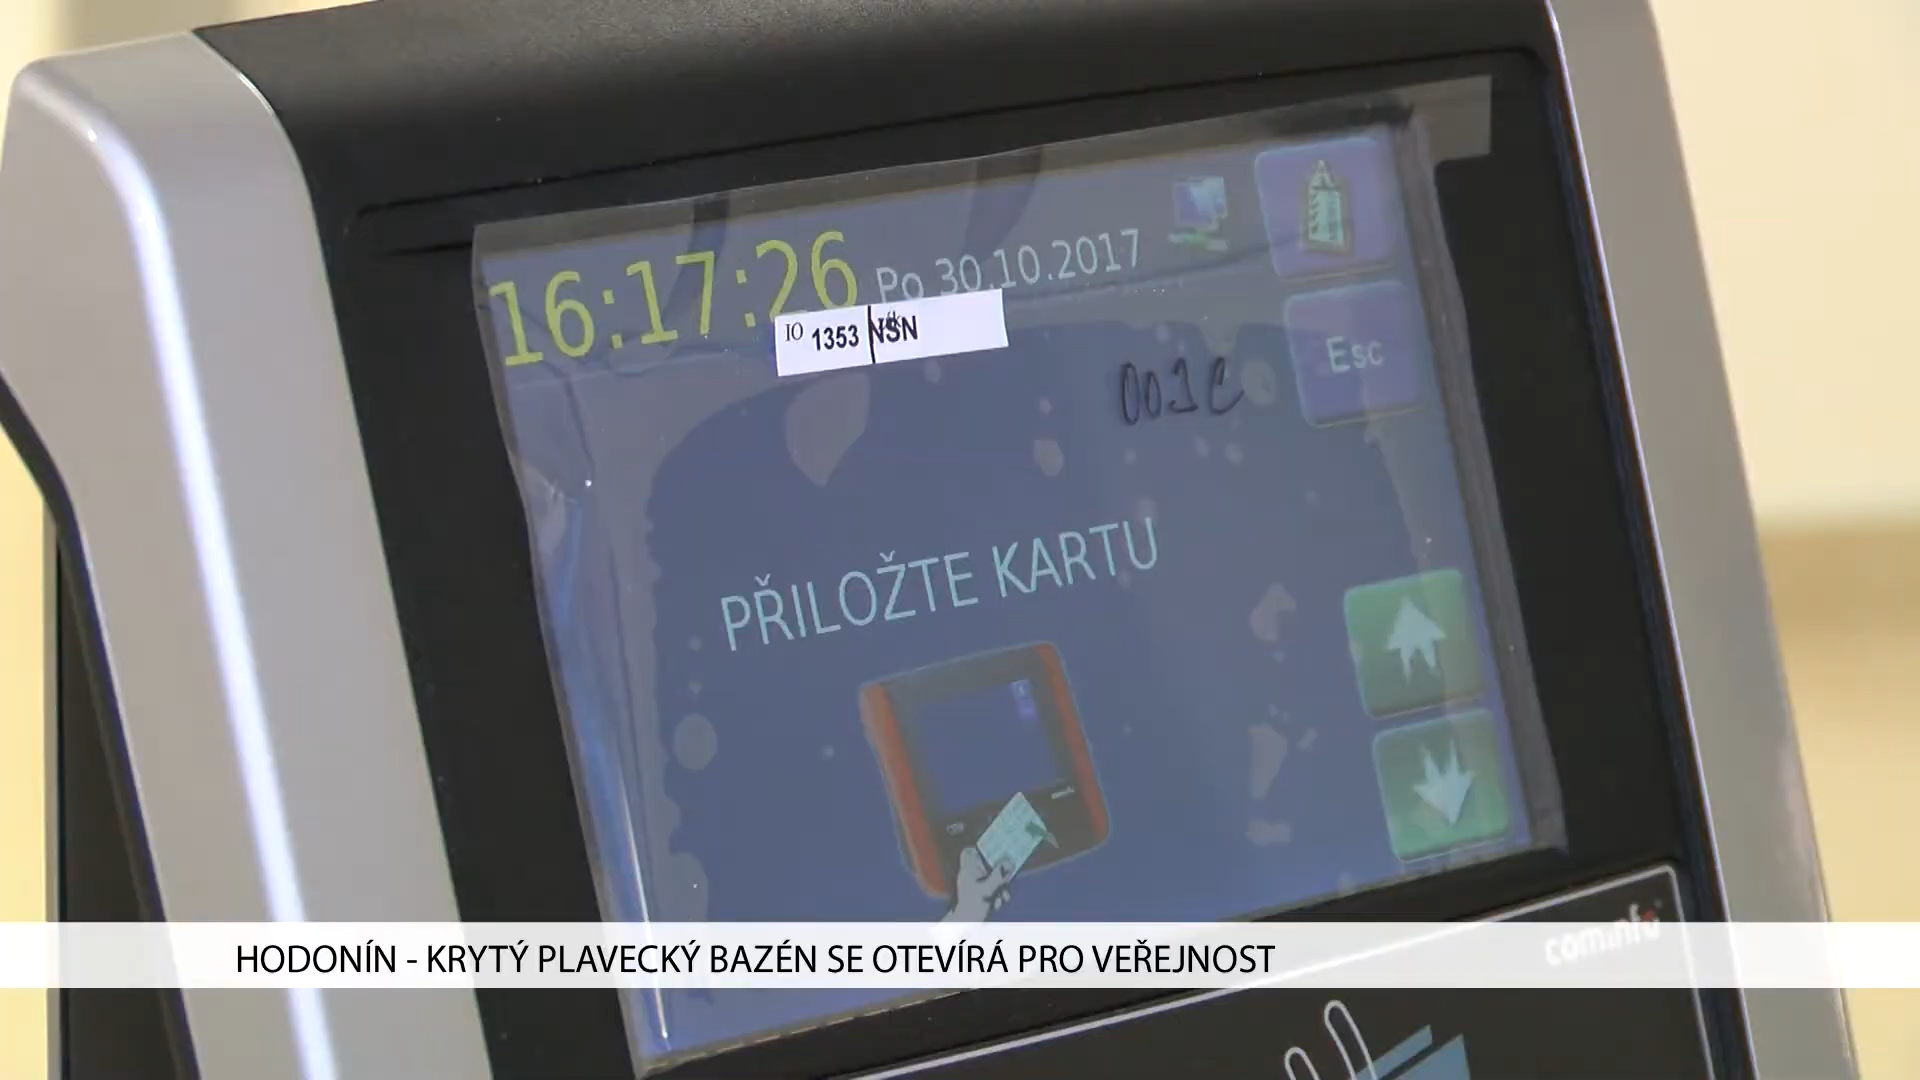 16:17:26 Po 30.10.2017
IO 1353 NSN
001C
Esc
PŘILOŽTE KARTU
cominfo
HODONÍN - KRYTÝ PLAVECKÝ BAZÉN SE OTEVÍRÁ PRO VEŘEJNOST